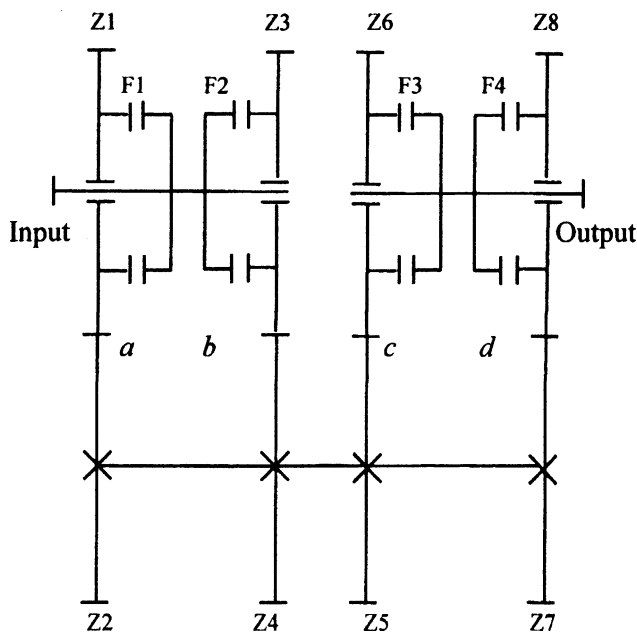 Z1 Z3 Z6 Z8
F1 F2 F3 F4
Input Output
a b c d
Z2 Z4 Z5 Z7